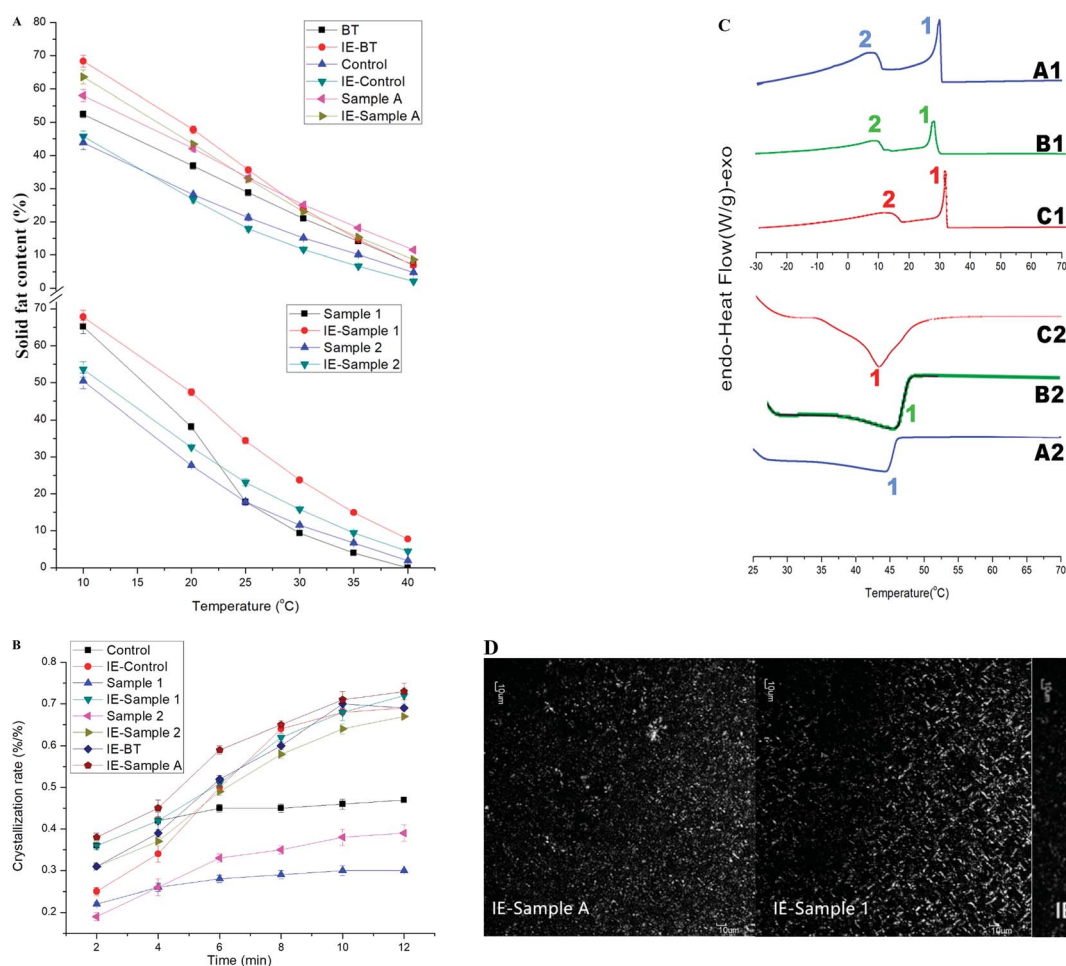 A
Solid fat content (%)
80
70
60
50
40
30
20
10
0
BT
IE-BT
Control
IE-Control
Sample A
IE-Sample A
70
60
50
40
30
20
10
0
Sample 1
IE-Sample 1
Sample 2
IE-Sample 2
10 15 20 25 30 35 40
Temperature (°C)
B
Crystallization rate (%/%)
0.8
0.7
0.6
0.5
0.4
0.3
0.2
Control
IE-Control
Sample 1
IE-Sample 1
Sample 2
IE-Sample 2
IE-BT
IE-Sample A
2 4 6 8 10 12
Time (min)
C
endo-Heat Flow(W/g)-exo
2 1 A1
2 1 B1
2 1 C1
-30 -20 -10 0 10 20 30 40 50 60 70
C2
1
B2
1
A2
1
25 35 45 55 60 65 70
Temperature(°C)
D
10um
IE-Sample A
10um
10um
IE-Sample 1
10um
10um
IE